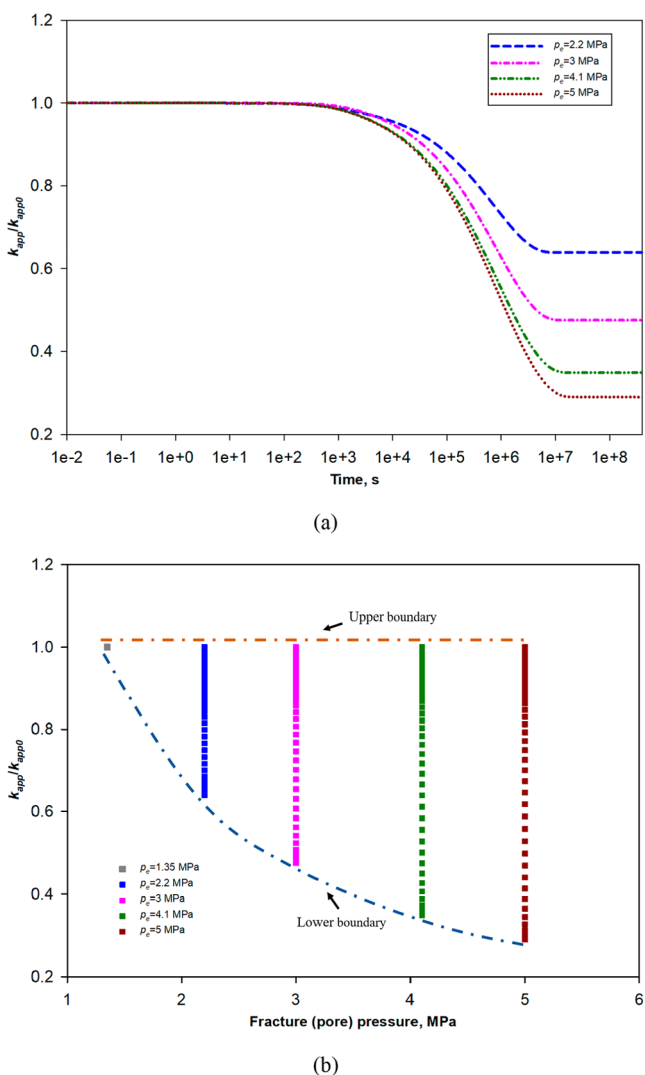 1.2
1.0
0.8
0.6
0.4
0.2
kapp/kapp0
pe=2.2 MPa
pe=3 MPa
pe=4.1 MPa
pe=5 MPa
1e-2 1e-1 1e+0 1e+1 1e+2 1e+3 1e+4 1e+5 1e+6 1e+7 1e+8
Time, s
(a)
1.2
1.0
0.8
0.6
0.4
0.2
kapp/kapp0
Upper boundary
pe=1.35 MPa
pe=2.2 MPa
pe=3 MPa
pe=4.1 MPa
pe=5 MPa
Lower boundary
1 2 3 4 5 6
Fracture (pore) pressure, MPa
(b)